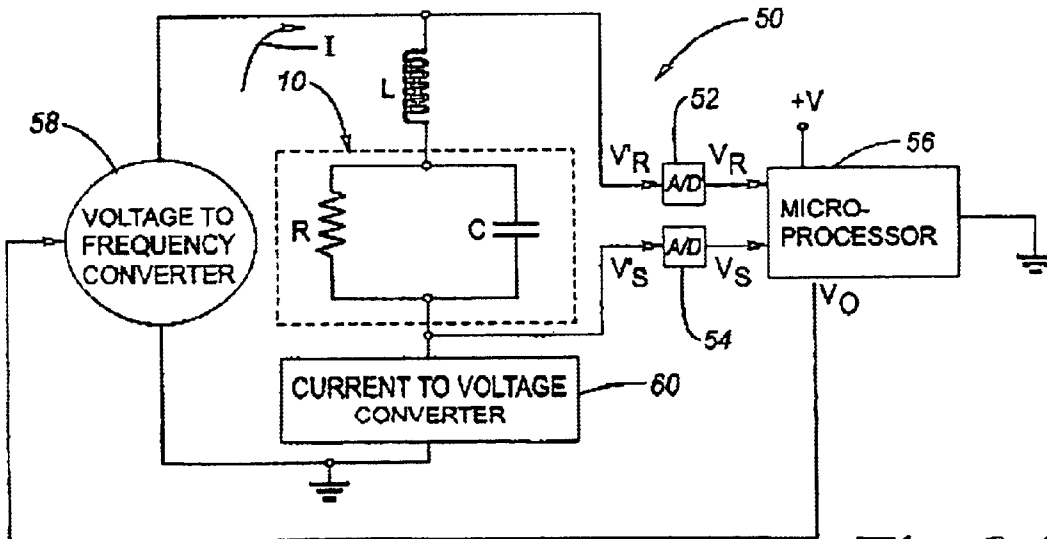 50
I
10
L
52
+V
58
56
V'R
A/D
VR
VOLTAGE TO
FREQUENCY
CONVERTER
R
C
MICRO-
PROCESSOR
A/D
V'S
VS
VO
54
CURRENT TO VOLTAGE
CONVERTER
60